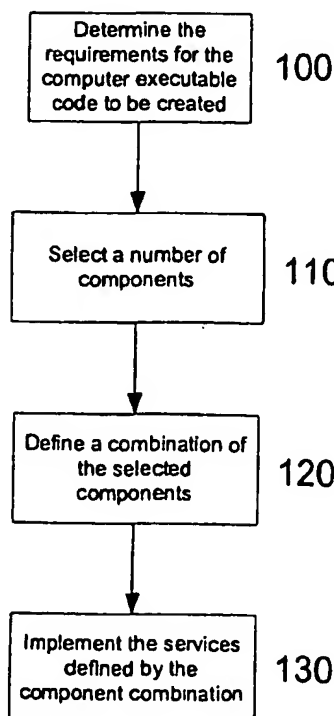 Determine the
requirements for the
computer executable
code to be created
100
Select a number of
components
110
Define a combination of
the selected
components
120
Implement the services
defined by the
component combination
130